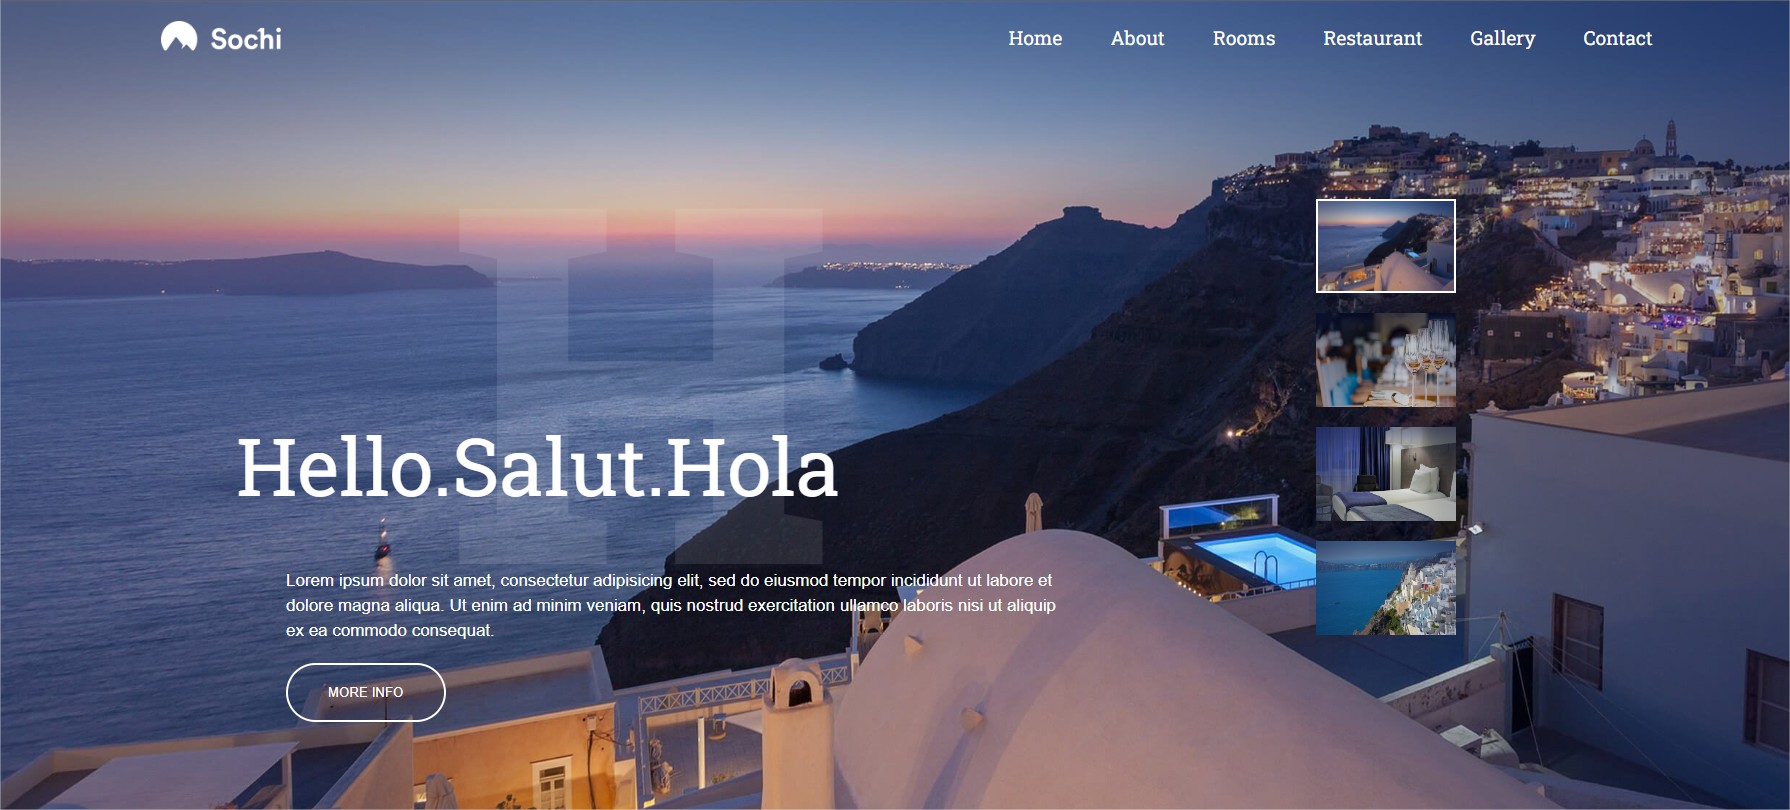 Sochi
Home About Rooms Restaurant Gallery Contact
H
Hello.Salut.Hola
Lorem ipsum dolor sit amet, consectetur adipisicing elit, sed do eiusmod tempor incididunt ut labore et
dolore magna aliqua. Ut enim ad minim veniam, quis nostrud exercitation ullamco laboris nisi ut aliquip
ex ea commodo consequat.
MORE INFO